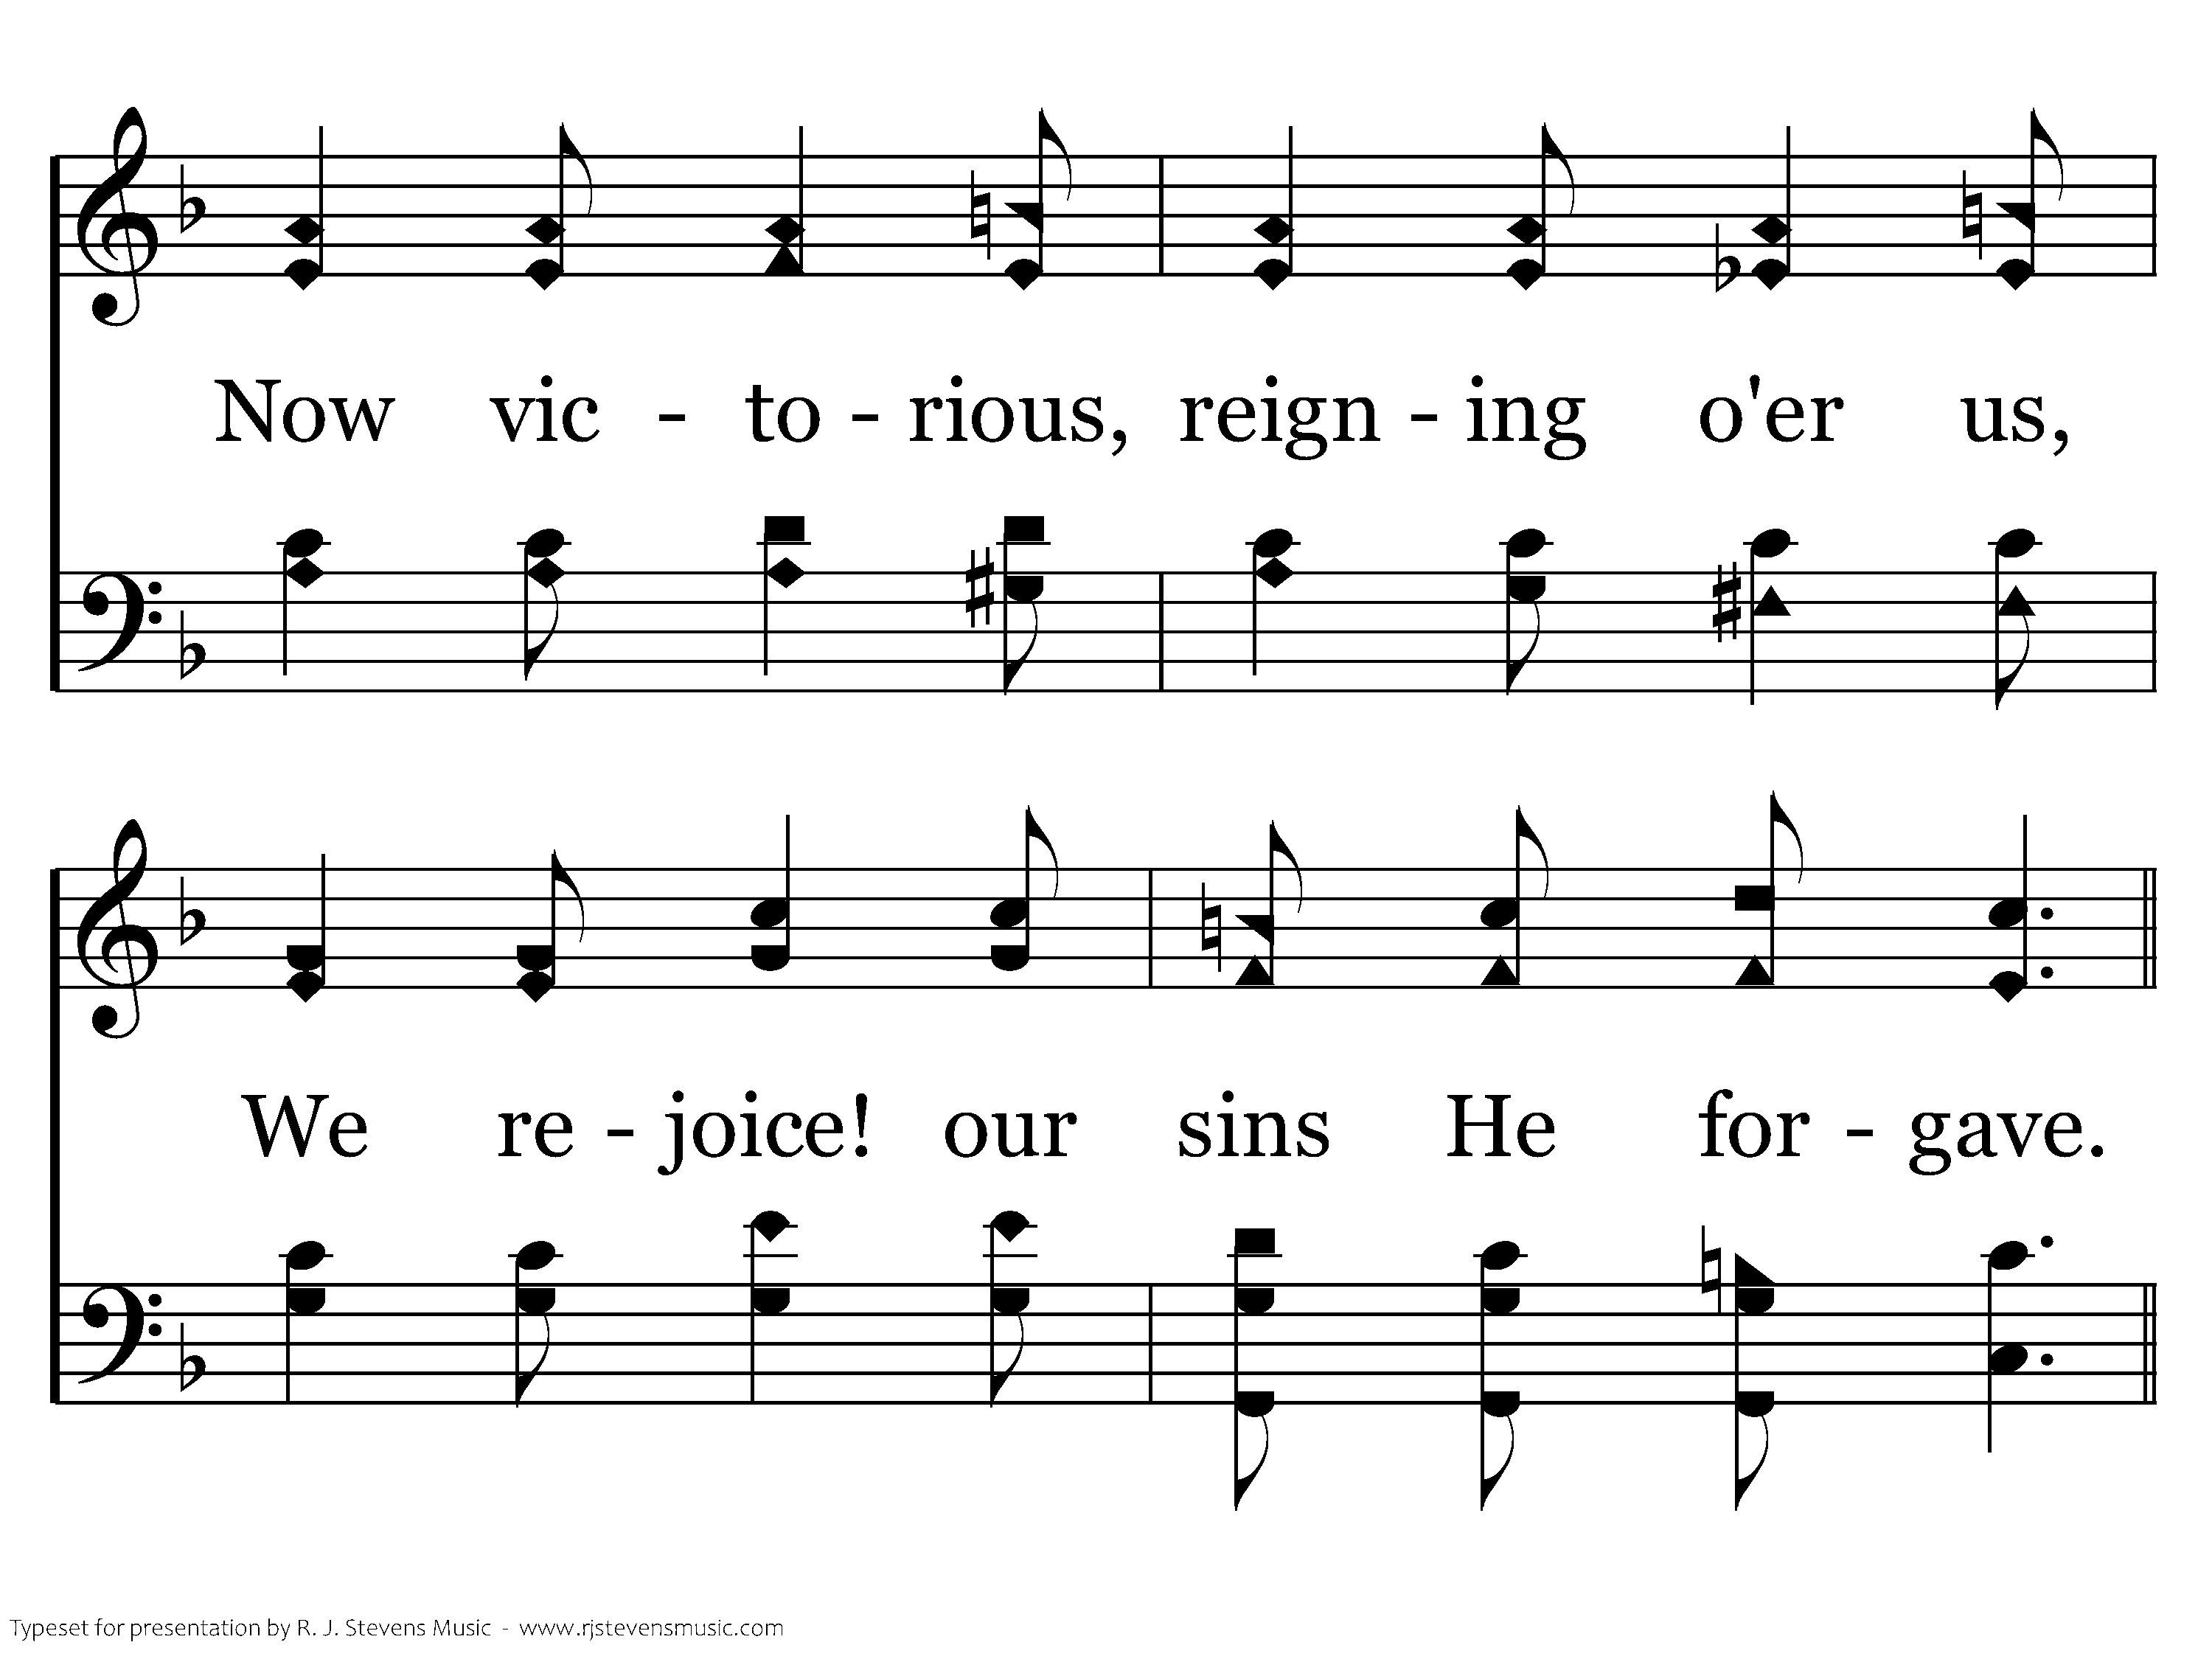 Now vic - to - rious, reign - ing o'er us,
We re - joice! our sins He for - gave.
Typeset for presentation by R. J. Stevens Music - www.rjstevensmusic.com